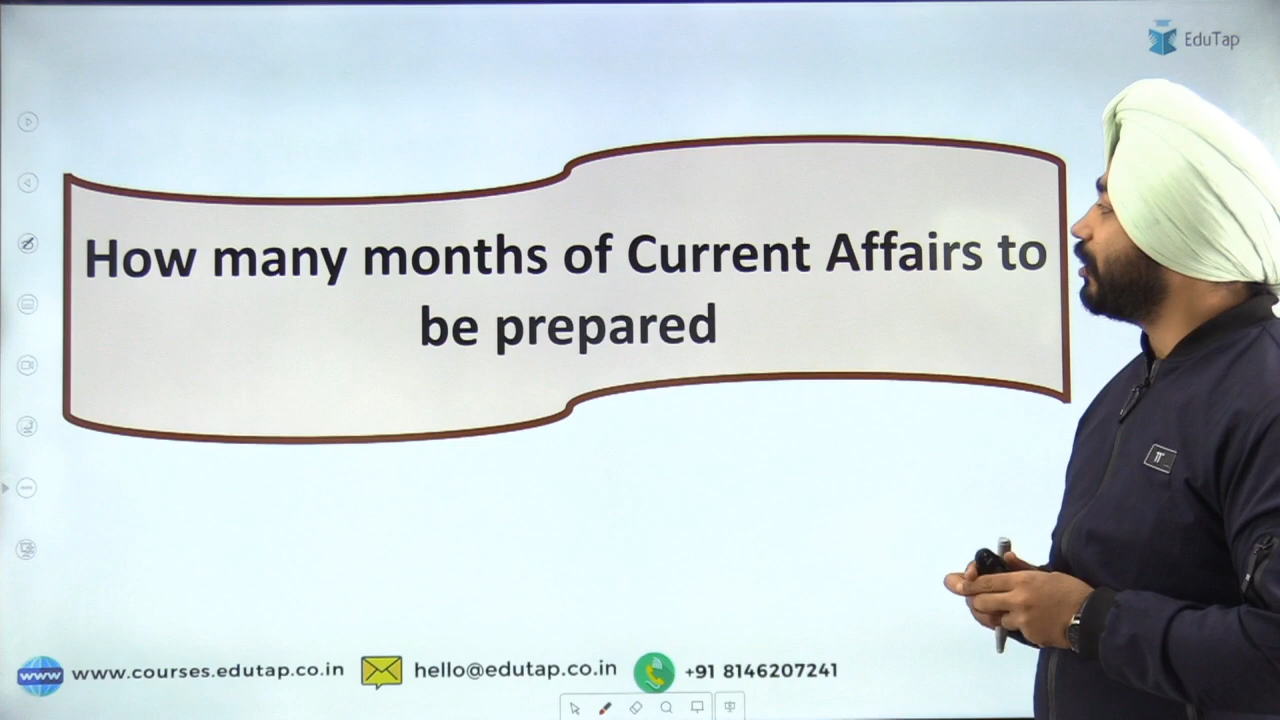 EduTap
How many months of Current Affairs to
be prepared
www
www.courses.edutap.co.in
hello@edutap.co.in
+91 8146207241